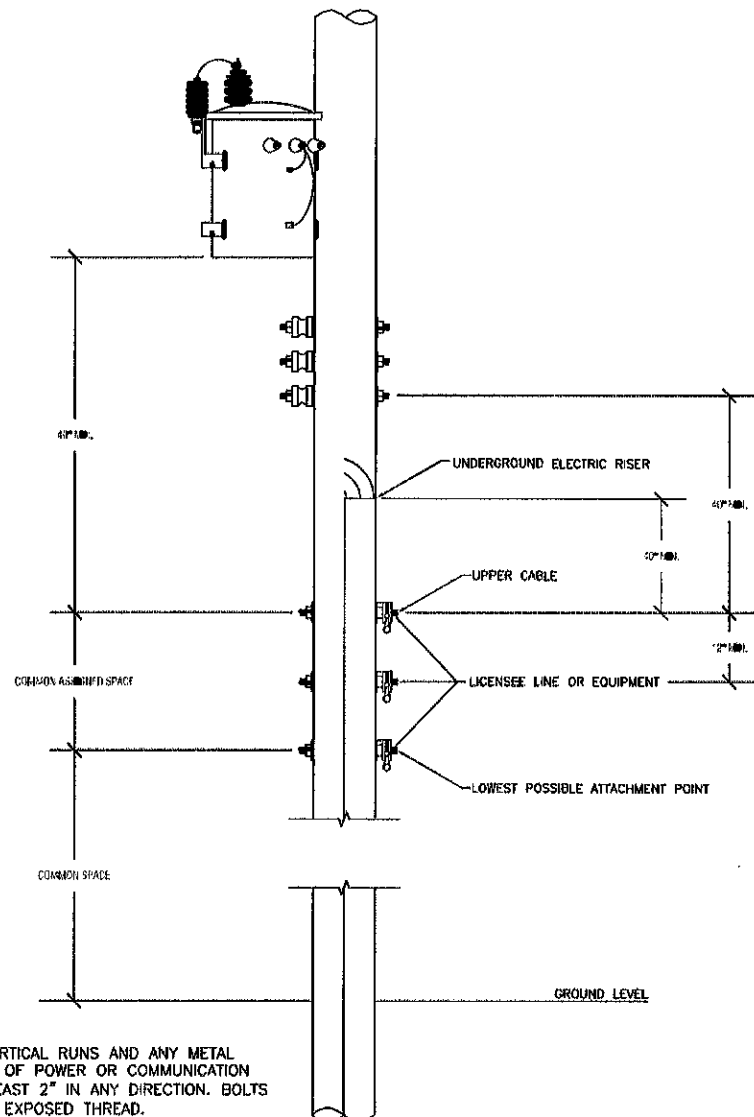 UNDERGROUND ELECTRIC RISER
40" MIN.
40" MIN.
UPPER CABLE
12" MIN.
COMMON ASSIGNED SPACE
LICENSEE LINE OR EQUIPMENT
LOWEST POSSIBLE ATTACHMENT POINT
COMMON SPACE
GROUND LEVEL
RTICAL RUNS AND ANY METAL
OF POWER OR COMMUNICATION
EAST 2" IN ANY DIRECTION. BOLTS
EXPOSED THREAD.